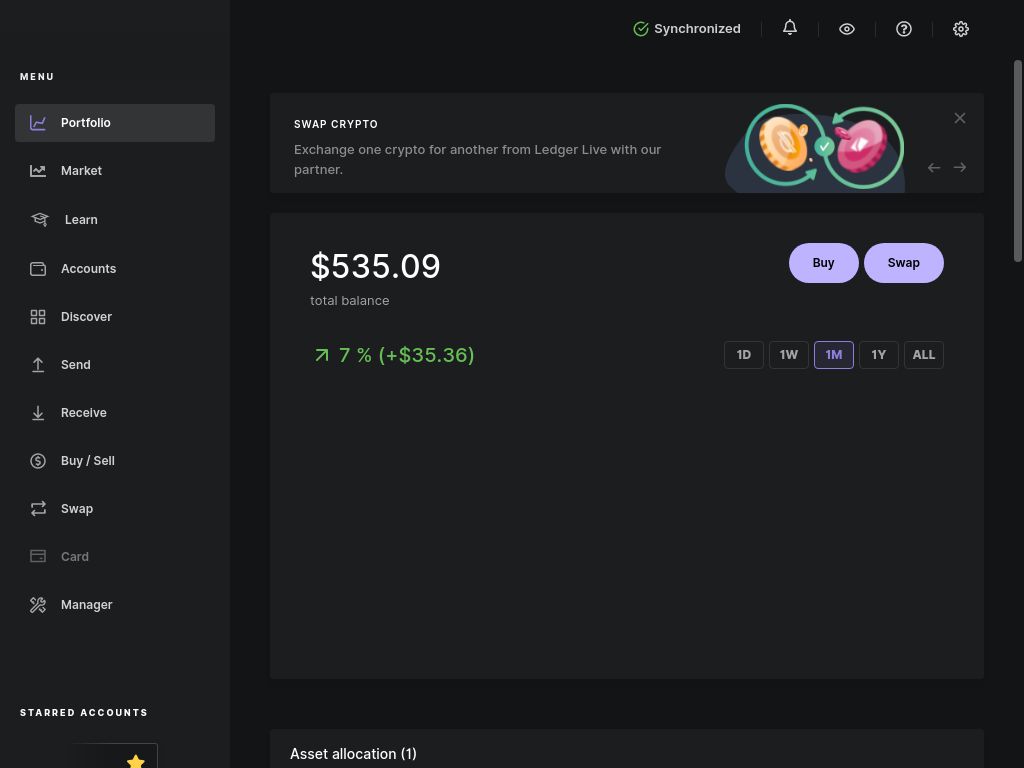 Synchronized
MENU
Portfolio
Market
Learn
Accounts
Discover
Send
Receive
Buy / Sell
Swap
Card
Manager
STARRED ACCOUNTS
SWAP CRYPTO
Exchange one crypto for another from Ledger Live with our
partner.
$535.09
total balance
Buy
Swap
7 % (+$35.36)
1D
1W
1M
1Y
ALL
Asset allocation (1)